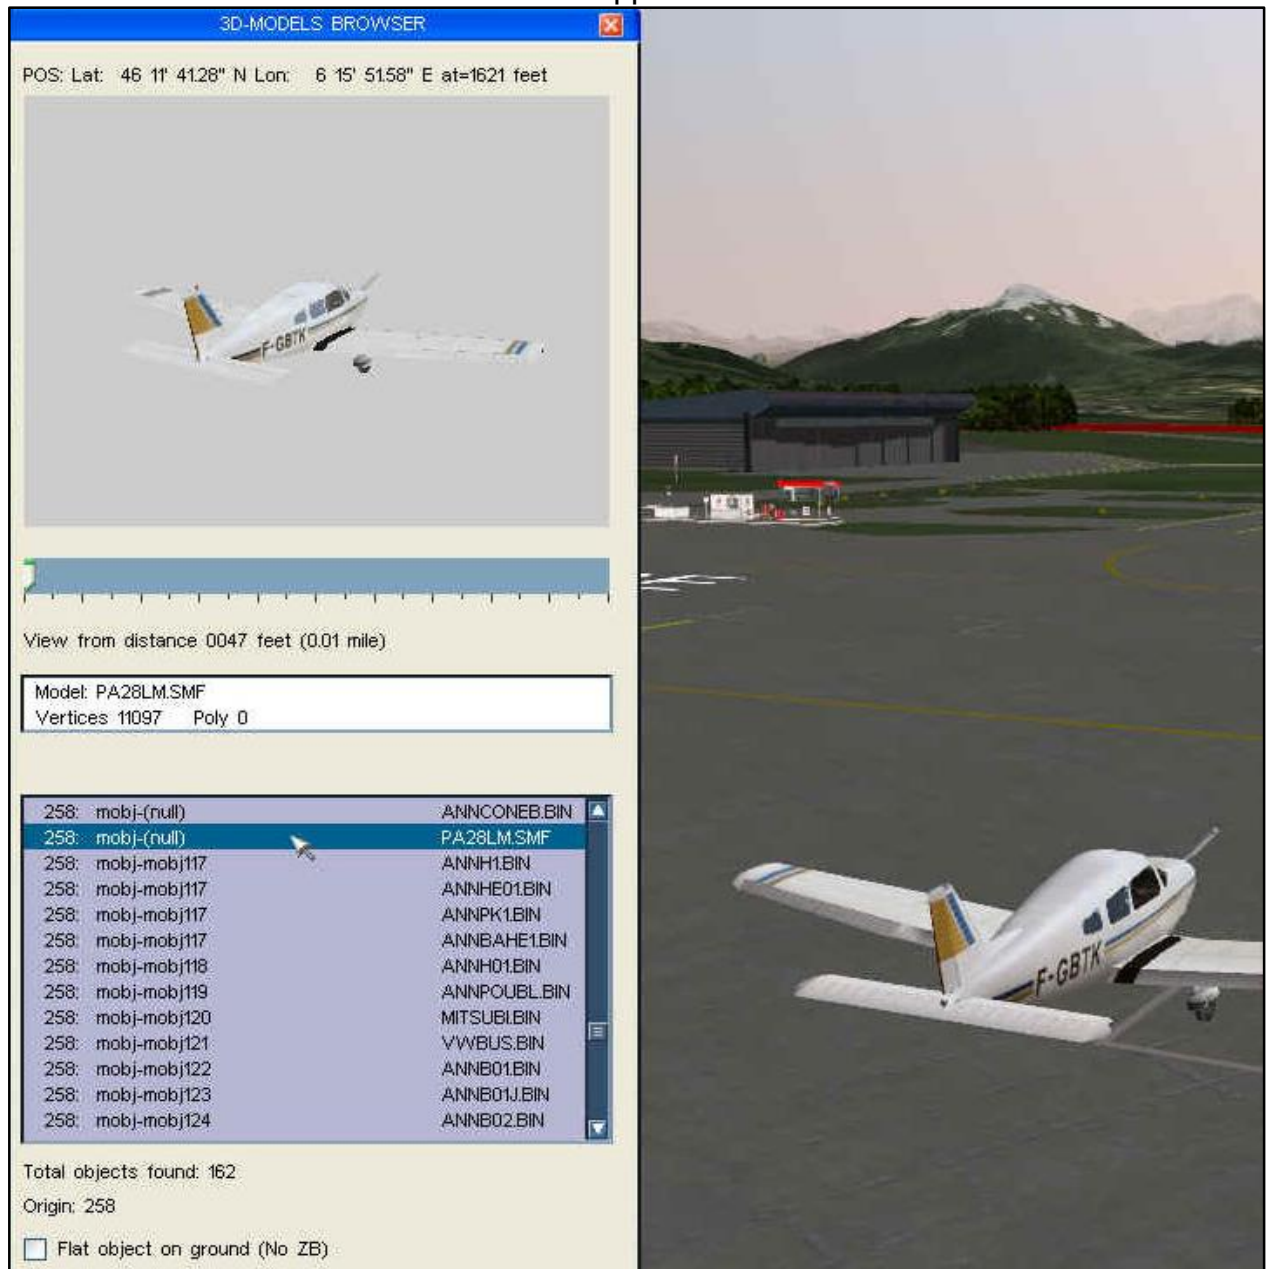 3D-MODELS BROWSER
POS: Lat: 46 11' 41.28" N Lon: 6 15' 51.58" E at=1621 feet
F-GBTK
View from distance 0047 feet (0.01 mile)
Model: PA28LM.SMF
Vertices 11097 Poly 0
258: mobj-(null) ANNCONEB.BIN
258: mobj-(null) PA28LM.SMF
258: mobj-mobj117 ANNH1.BIN
258: mobj-mobj117 ANNHE01.BIN
258: mobj-mobj117 ANNPK1.BIN
258: mobj-mobj117 ANNBAHE1.BIN
258: mobj-mobj118 ANNH01.BIN
258: mobj-mobj119 ANNPOUBL.BIN
258: mobj-mobj120 MITSUBI.BIN
258: mobj-mobj121 VWBUS.BIN
258: mobj-mobj122 ANNB01.BIN
258: mobj-mobj123 ANNB01J.BIN
258: mobj-mobj124 ANNB02.BIN
F-GBTK
Total objects found: 162
Origin: 258
Flat object on ground (No ZB)